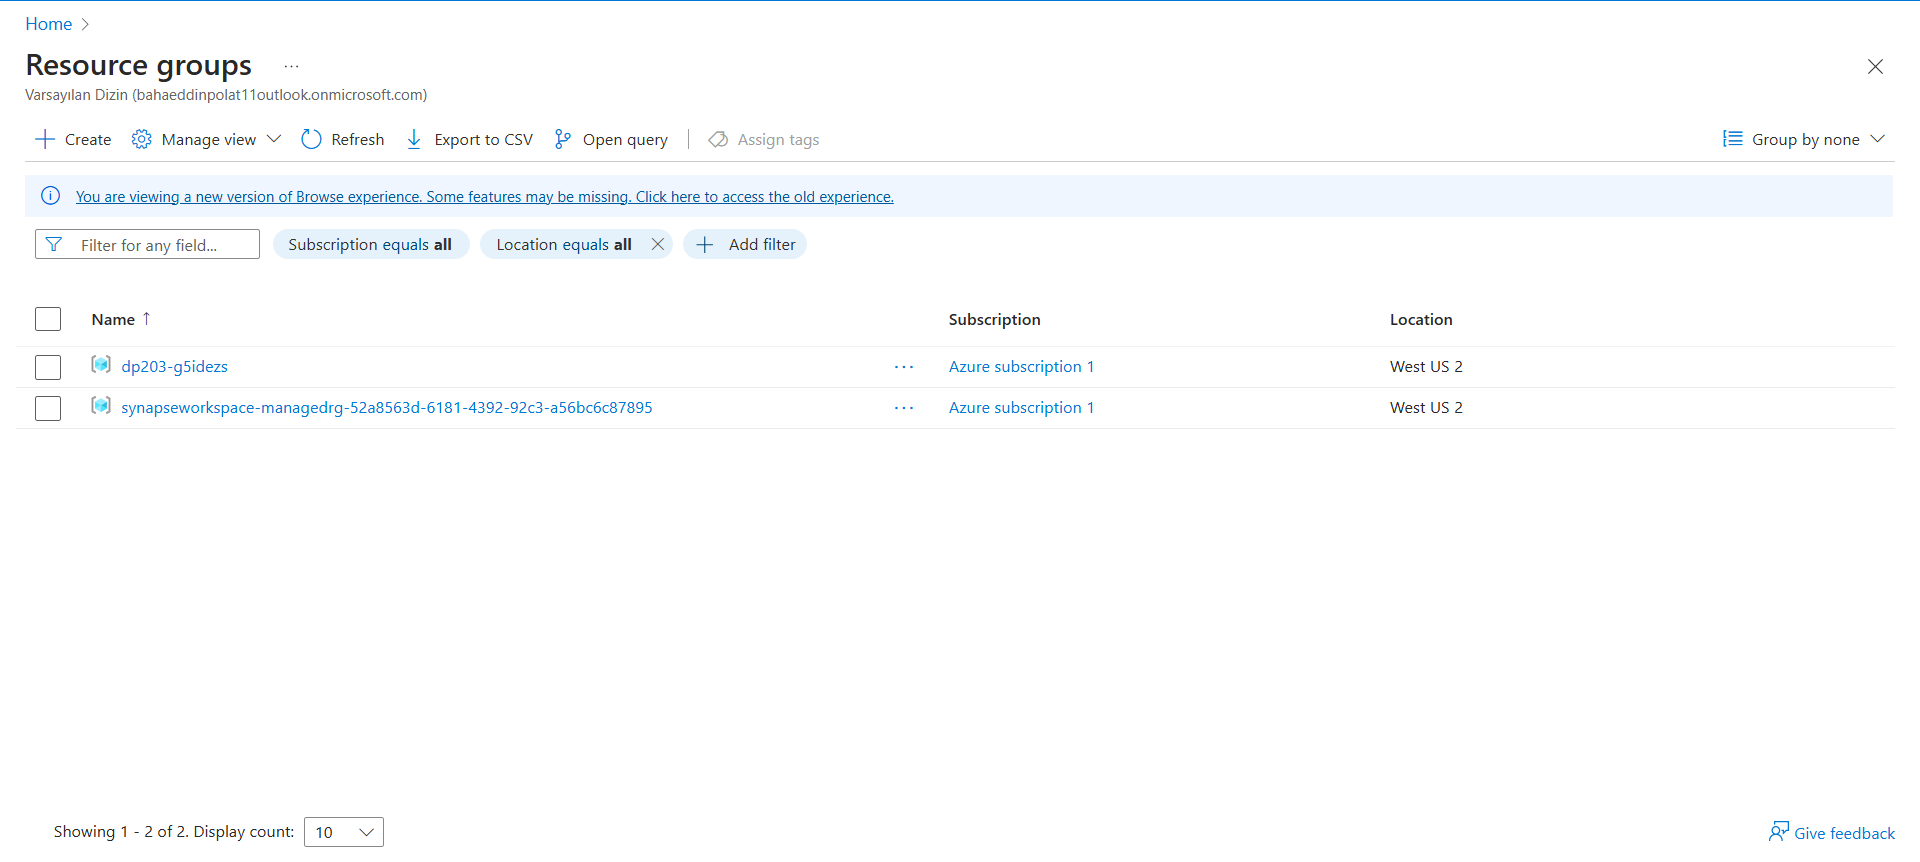 Home
Resource groups ...
Varsayılan Dizin (bahaeddinpolat11outlook.onmicrosoft.com)
Create Manage view Refresh Export to CSV Open query Assign tags Group by none
You are viewing a new version of Browse experience. Some features may be missing. Click here to access the old experience.
Filter for any field... Subscription equals all Location equals all Add filter
Name ↑ Subscription Location
dp203-g5idezs ... Azure subscription 1 West US 2
synapseworkspace-managedrg-52a8563d-6181-4392-92c3-a56bc6c87895 ... Azure subscription 1 West US 2
Showing 1 - 2 of 2. Display count: 10 Give feedback